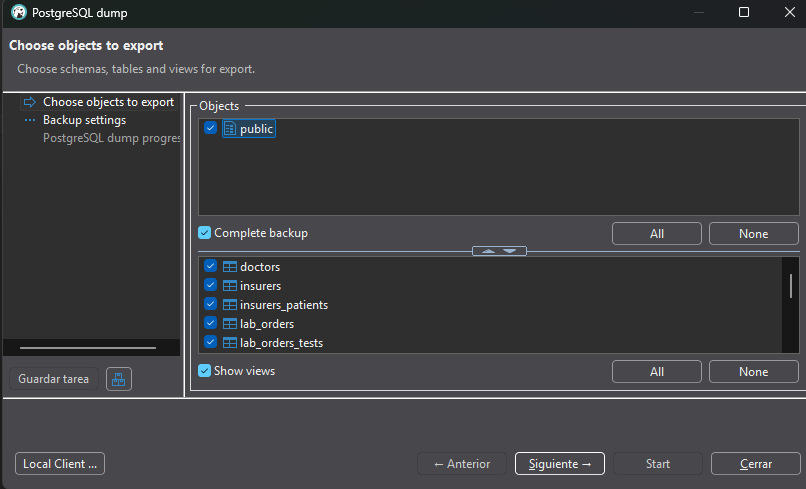 PostgreSQL dump
Choose objects to export
Choose schemas, tables and views for export.
Choose objects to export
Backup settings
PostgreSQL dump progres
Objects
public
Complete backup
All
None
doctors
insurers
insurers_patients
lab_orders
lab_orders_tests
Guardar tarea
Show views
All
None
Local Client ...
← Anterior
Siguiente →
Start
Cerrar